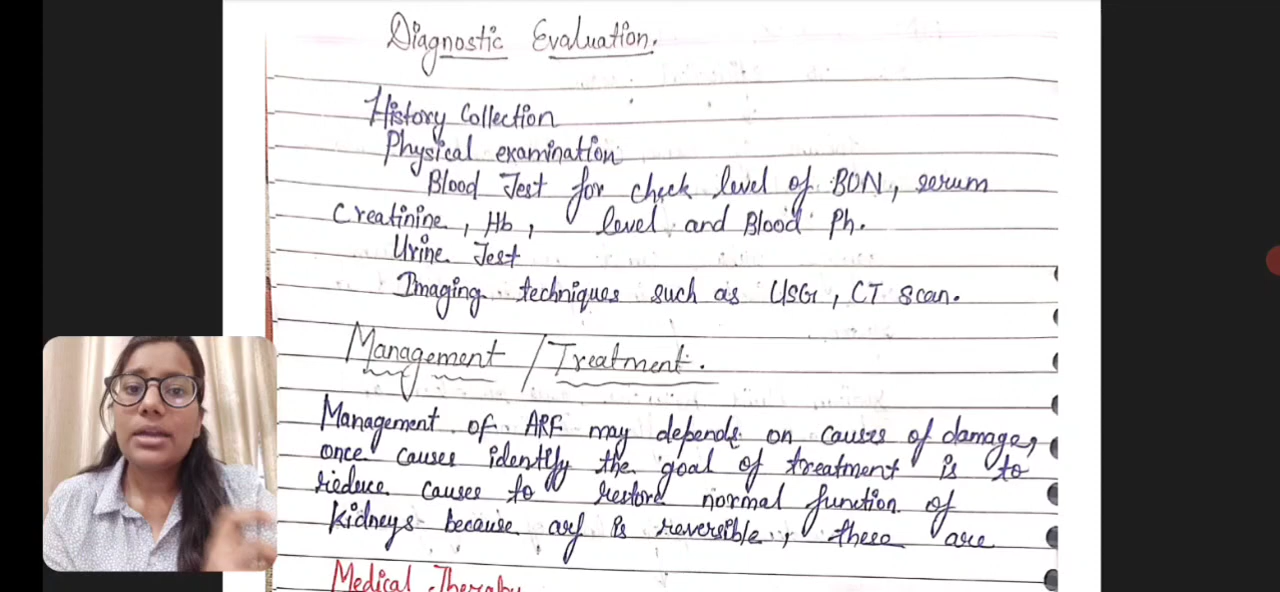 Diagnostic Evaluation.
History Collection
Physical examination
Blood Test for check level of BUN, serum
Creatinine, Hb, level and Blood Ph.
Urine Test
Imaging techniques such as USG, CT Scan.
Management / Treatment.
Management of ARF may depends on causes of damage,
once causes identify the goal of treatment is to
reduce causes to restore normal function of
kidneys because arf is reversible, these are
Medical Therapy